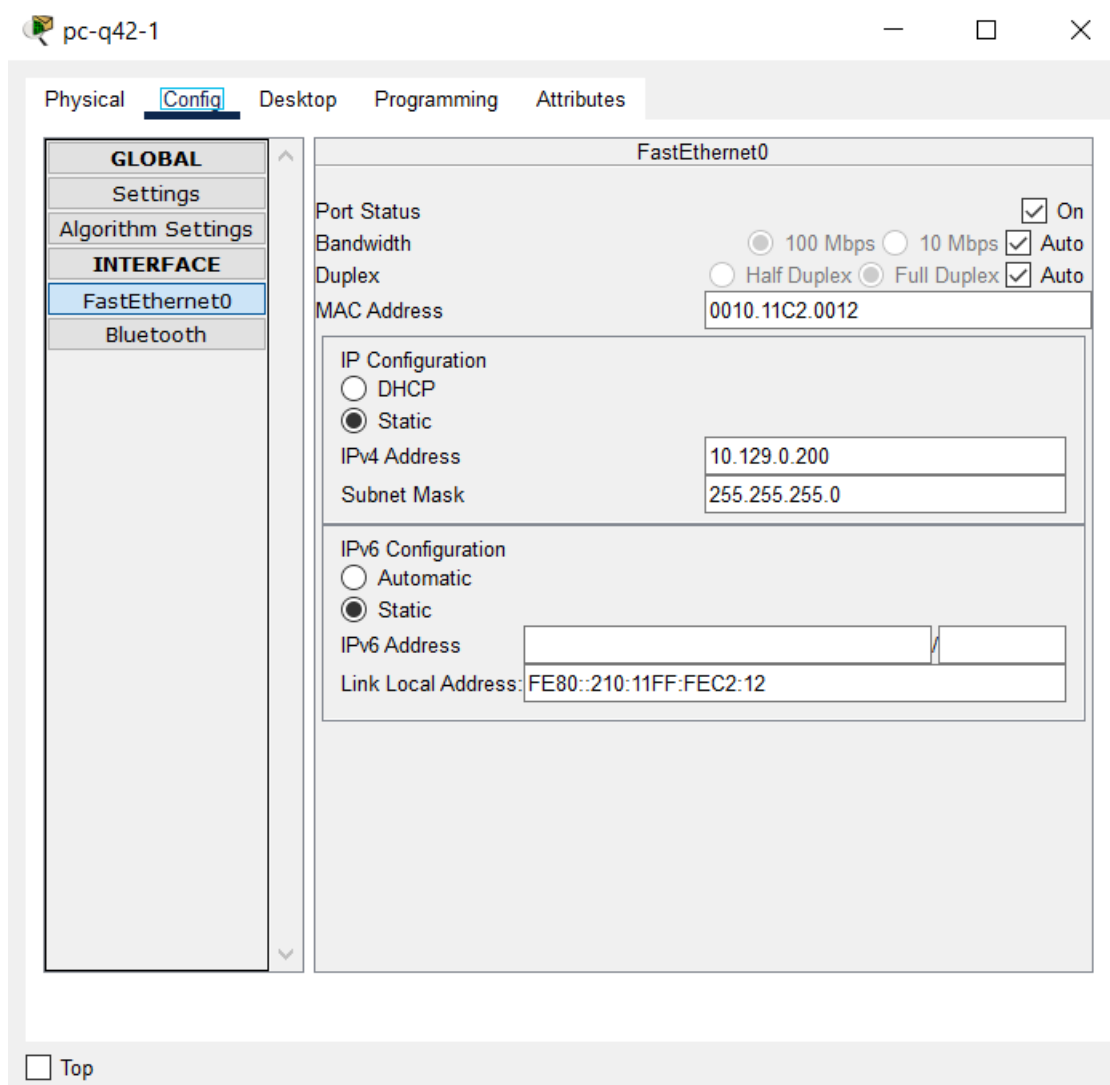 pc-q42-1
Physical Config Desktop Programming Attributes
GLOBAL
Settings
Algorithm Settings
INTERFACE
FastEthernet0
Bluetooth
FastEthernet0
Port Status On
Bandwidth 100 Mbps 10 Mbps Auto
Duplex Half Duplex Full Duplex Auto
MAC Address 0010.11C2.0012
IP Configuration
DHCP
Static
IPv4 Address 10.129.0.200
Subnet Mask 255.255.255.0
IPv6 Configuration
Automatic
Static
IPv6 Address /
Link Local Address: FE80::210:11FF:FEC2:12
Top